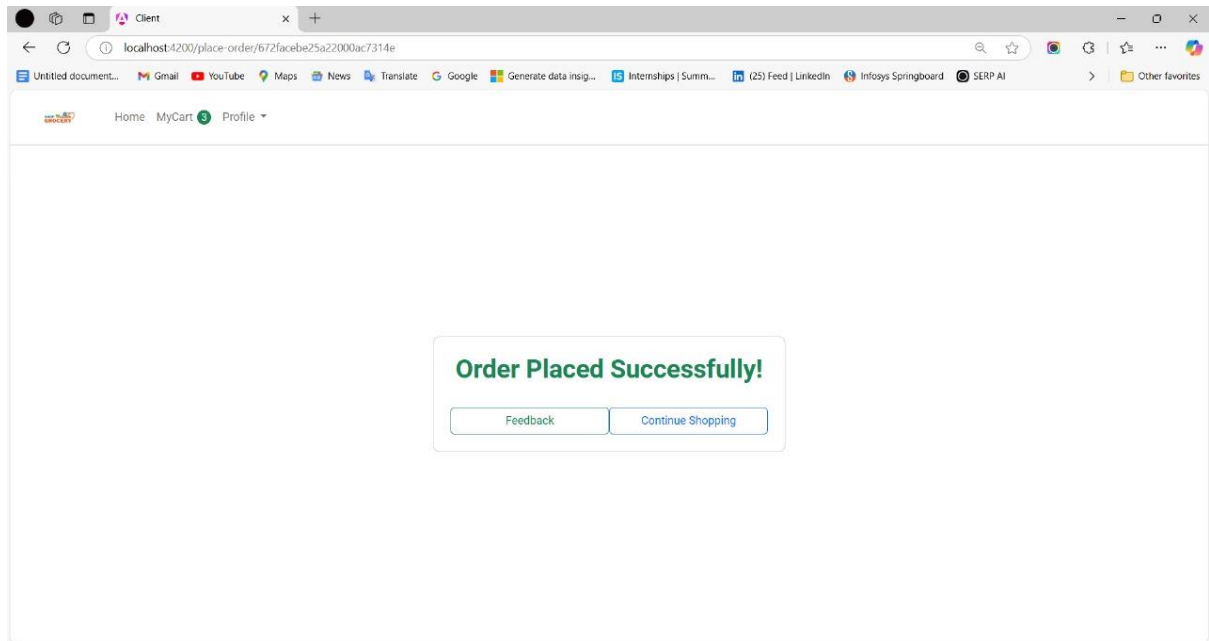 Client
localhost:4200/place-order/672facebe25a22000ac7314e
Untitled document... Gmail YouTube Maps News Translate Google Generate data insig... Internships | Summ... (25) Feed | LinkedIn Infosys Springboard SERP AI Other favorites
GROCERY Home MyCart 3 Profile
Order Placed Successfully!
Feedback Continue Shopping